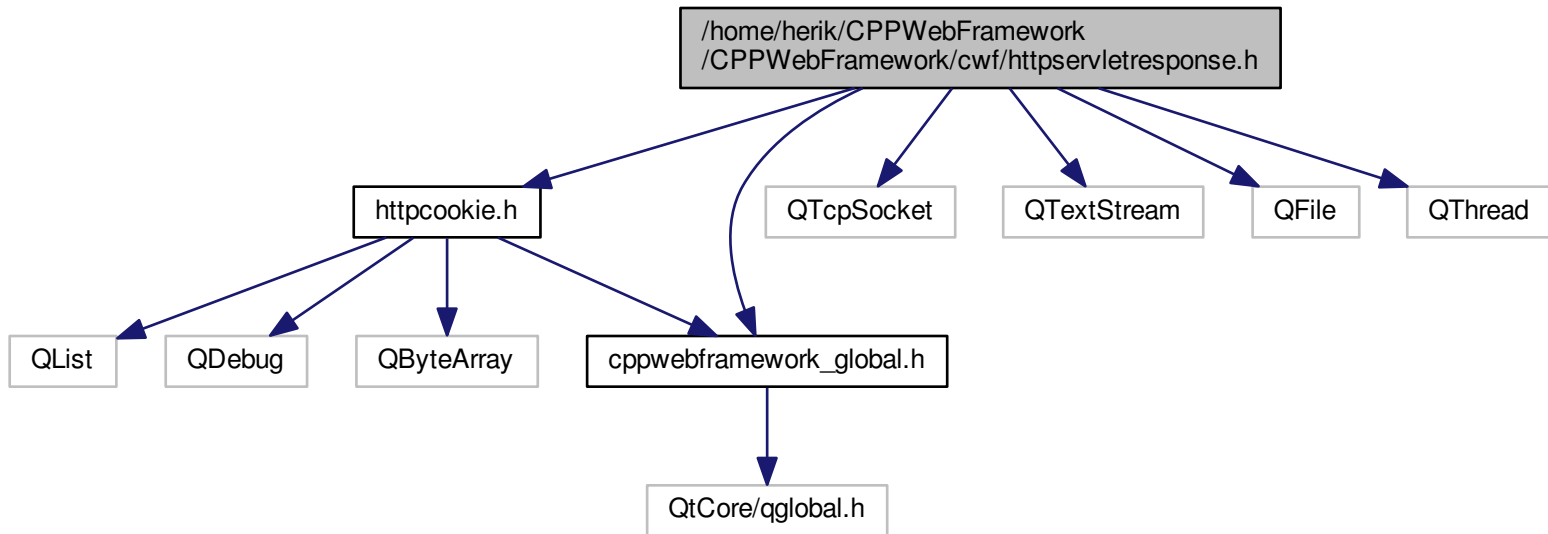 /home/herik/CPPWebFramework
/CPPWebFramework/cwf/httpservletresponse.h
httpcookie.h
QTcpSocket
QTextStream
QFile
QThread
QList
QDebug
QByteArray
cppwebframework_global.h
QtCore/qglobal.h